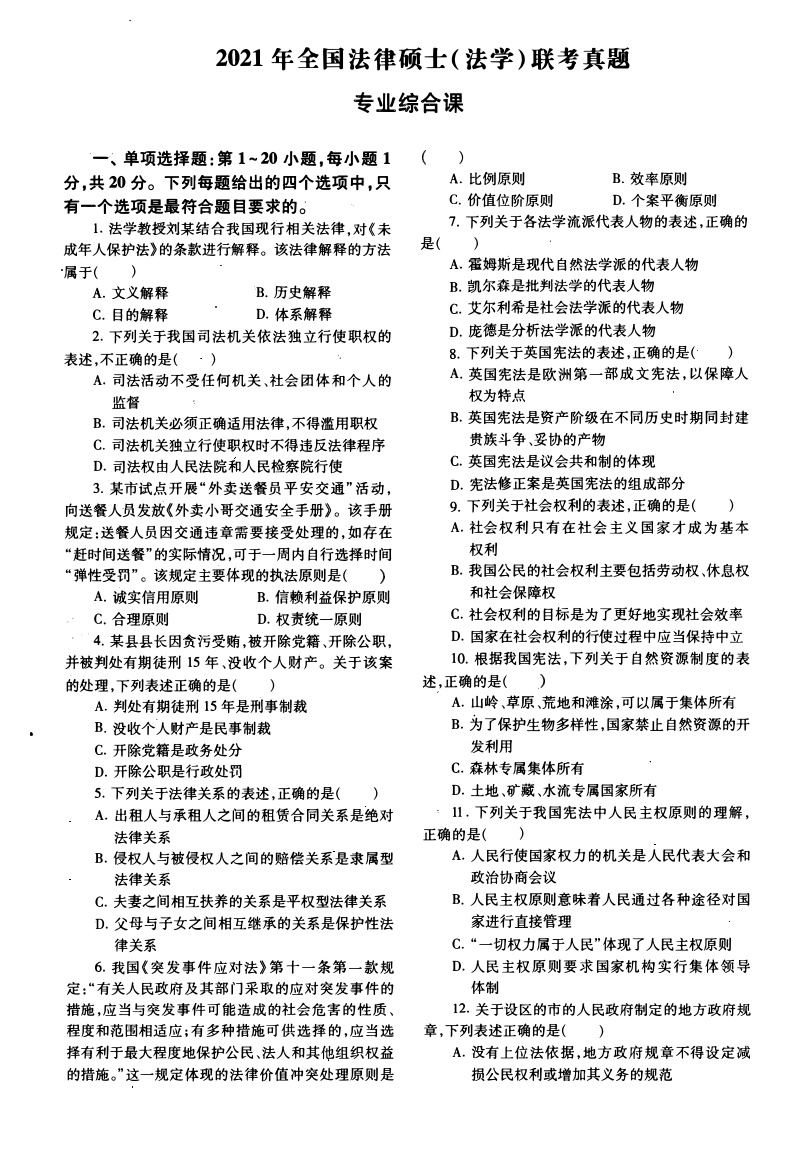 2021 年全国法律硕士(法学)联考真题
专业综合课
一、单项选择题:第 1~20 小题,每小题 1
分,共 20 分。下列每题给出的四个选项中,只
有一个选项是最符合题目要求的。
1. 法学教授刘某结合我国现行相关法律,对《未
成年人保护法》的条款进行解释。该法律解释的方法
属于(  )
A. 文义解释 B. 历史解释
C. 目的解释 D. 体系解释
2. 下列关于我国司法机关依法独立行使职权的
表述,不正确的是(  )
A. 司法活动不受任何机关、社会团体和个人的
监督
B. 司法机关必须正确适用法律,不得滥用职权
C. 司法机关独立行使职权时不得违反法律程序
D. 司法权由人民法院和人民检察院行使
3. 某市试点开展“外卖送餐员平安交通”活动,
向送餐人员发放《外卖小哥交通安全手册》。该手册
规定:送餐人员因交通违章需要接受处理的,如存在
“赶时间送餐”的实际情况,可于一周内自行选择时间
“弹性受罚”。该规定主要体现的执法原则是(  )
A. 诚实信用原则 B. 信赖利益保护原则
C. 合理原则 D. 权责统一原则
4. 某县县长因贪污受贿,被开除党籍、开除公职,
并被判处有期徒刑 15 年、没收个人财产。关于该案
的处理,下列表述正确的是(  )
A. 判处有期徒刑 15 年是刑事制裁
B. 没收个人财产是民事制裁
C. 开除党籍是政务处分
D. 开除公职是行政处罚
5. 下列关于法律关系的表述,正确的是(  )
A. 出租人与承租人之间的租赁合同关系是绝对
法律关系
B. 侵权人与被侵权人之间的赔偿关系是隶属型
法律关系
C. 夫妻之间相互扶养的关系是平权型法律关系
D. 父母与子女之间相互继承的关系是保护性法
律关系
6. 我国《突发事件应对法》第十一条第一款规
定:“有关人民政府及其部门采取的应对突发事件的
措施,应当与突发事件可能造成的社会危害的性质、
程度和范围相适应;有多种措施可供选择的,应当选
择有利于最大程度地保护公民、法人和其他组织权益
的措施。”这一规定体现的法律价值冲突处理原则是
(  )
A. 比例原则 B. 效率原则
C. 价值位阶原则 D. 个案平衡原则
7. 下列关于各法学流派代表人物的表述,正确的
是(  )
A. 霍姆斯是现代自然法学派的代表人物
B. 凯尔森是批判法学的代表人物
C. 艾尔利希是社会法学派的代表人物
D. 庞德是分析法学派的代表人物
8. 下列关于英国宪法的表述,正确的是(  )
A. 英国宪法是欧洲第一部成文宪法,以保障人
权为特点
B. 英国宪法是资产阶级在不同历史时期同封建
贵族斗争、妥协的产物
C. 英国宪法是议会共和制的体现
D. 宪法修正案是英国宪法的组成部分
9. 下列关于社会权利的表述,正确的是(  )
A. 社会权利只有在社会主义国家才成为基本
权利
B. 我国公民的社会权利主要包括劳动权、休息权
和社会保障权
C. 社会权利的目标是为了更好地实现社会效率
D. 国家在社会权利的行使过程中应当保持中立
10. 根据我国宪法,下列关于自然资源制度的表
述,正确的是(  )
A. 山岭、草原、荒地和滩涂,可以属于集体所有
B. 为了保护生物多样性,国家禁止自然资源的开
发利用
C. 森林专属集体所有
D. 土地、矿藏、水流专属国家所有
11. 下列关于我国宪法中人民主权原则的理解,
正确的是(  )
A. 人民行使国家权力的机关是人民代表大会和
政治协商会议
B. 人民主权原则意味着人民通过各种途径对国
家进行直接管理
C. “一切权力属于人民”体现了人民主权原则
D. 人民主权原则要求国家机构实行集体领导
体制
12. 关于设区的市的人民政府制定的地方政府规
章,下列表述正确的是(  )
A. 没有上位法依据,地方政府规章不得设定减
损公民权利或增加其义务的规范